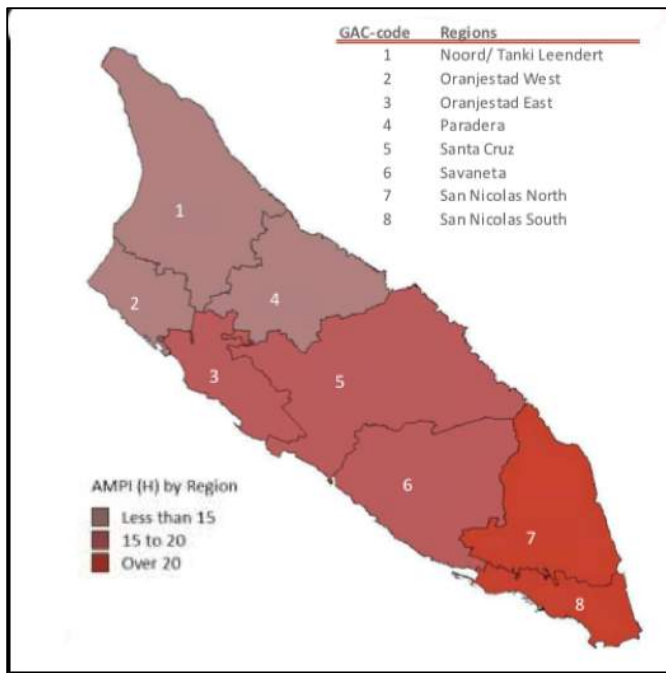 GAC-code Regions
1 Noord/ Tanki Leendert
2 Oranjestad West
3 Oranjestad East
4 Paradera
5 Santa Cruz
6 Savaneta
7 San Nicolas North
8 San Nicolas South
1
2
4
3
5
6
7
8
AMPI (H) by Region
Less than 15
15 to 20
Over 20